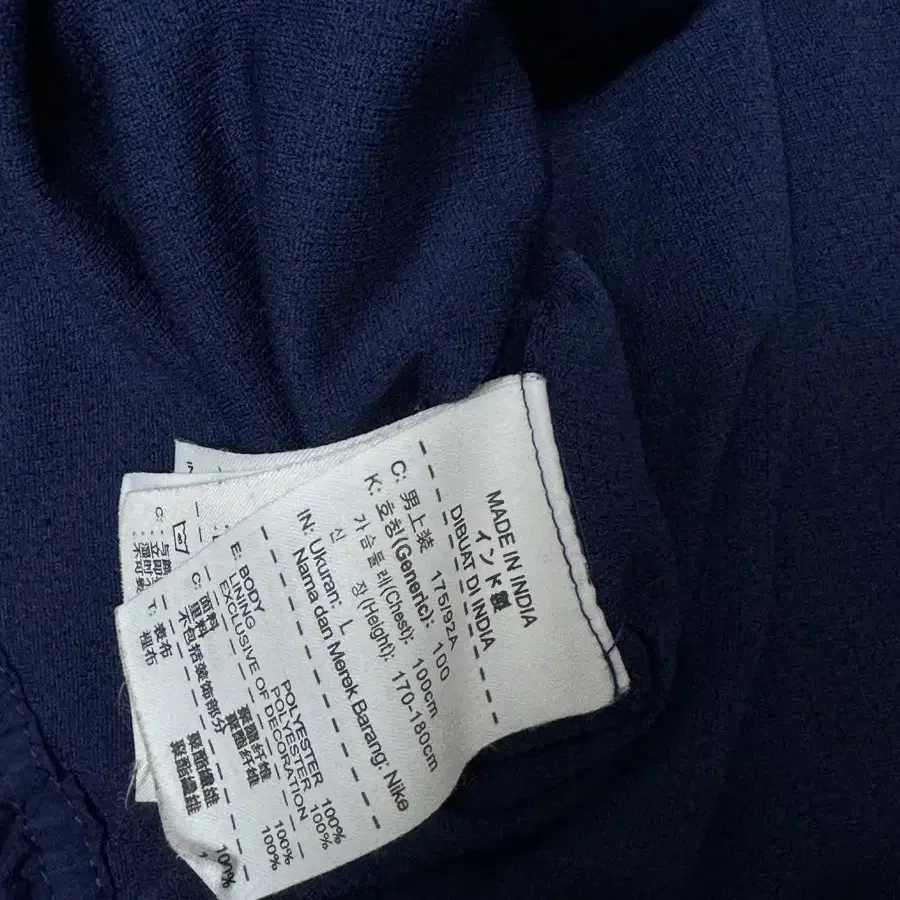 MADE IN INDIA
インド製
DIBUAT DI INDIA
C: 男上装 175/92A
K: 호칭(Generic): 100
가슴둘레(Chest): 100cm
신 장(Height): 170-180cm
IN: Ukuran: L
Nama dan Merek Barang: Nike
E: BODY POLYESTER 100%
LINING POLYESTER 100%
EXCLUSIVE OF DECORATION
C: 面料 聚酯纤维 100%
里料 聚酯纤维 100%
不包括装饰部分
T: 表布 聚酯纖維 100%
裡布 聚酯纖維
C: